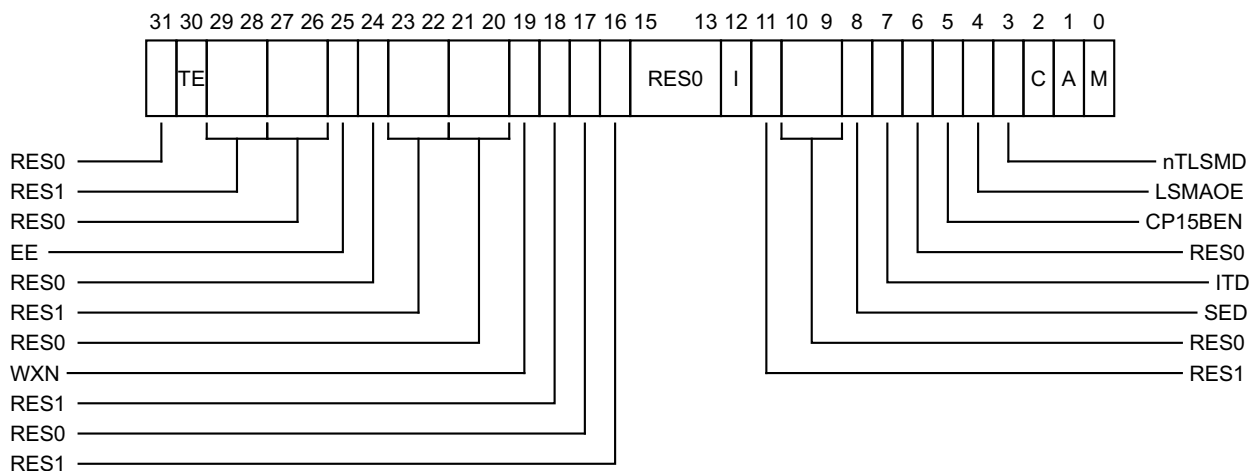 31 30 29 28 27 26 25 24 23 22 21 20 19 18 17 16 15 13 12 11 10 9 8 7 6 5 4 3 2 1 0
TE RES0 I C A M
RES0 nTLSMD
RES1 LSMAOE
RES0 CP15BEN
EE RES0
RES0 ITD
RES1 SED
RES0 RES0
WXN RES1
RES1
RES0
RES1